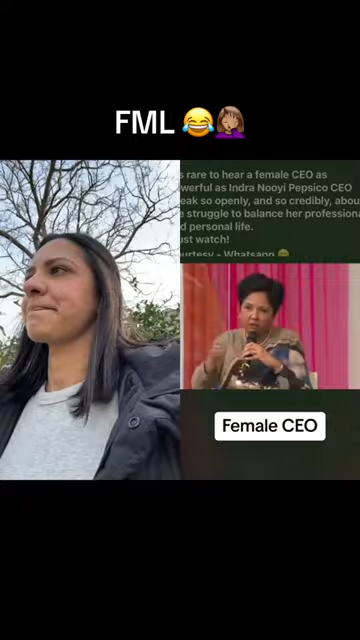 FML 😂🤦🏽‍♀️
s rare to hear a female CEO as
werful as Indra Nooyi Pepsico CEO
eak so openly, and so credibly, abou
e struggle to balance her professiona
d personal life.
ust watch!
urtesy - Whatsapp 😄
Female CEO